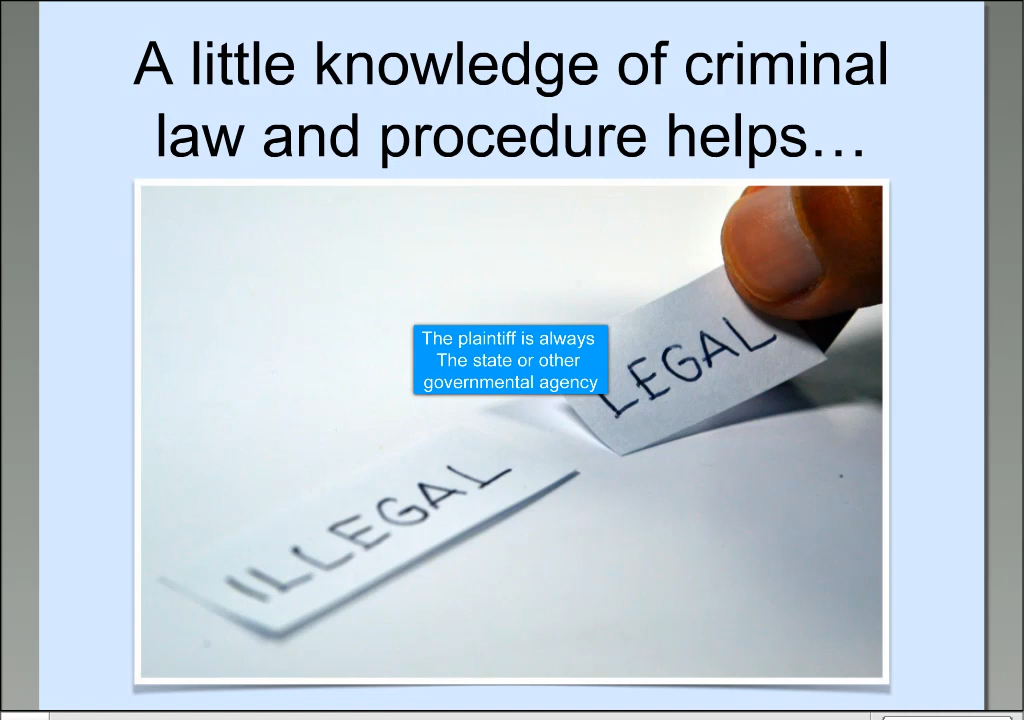 A little knowledge of criminal
law and procedure helps…
The plaintiff is always
The state or other
governmental agency
LEGAL
ILLEGAL